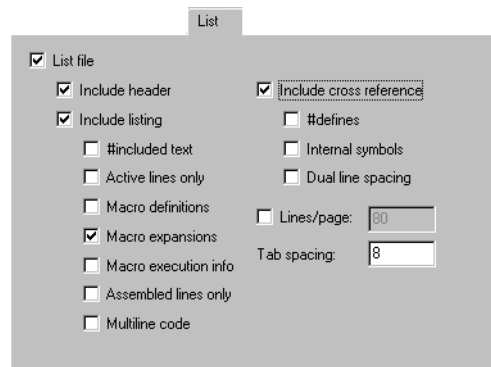 List
List file
Include header
Include listing
#included text
Active lines only
Macro definitions
Macro expansions
Macro execution info
Assembled lines only
Multiline code
Include cross reference
#defines
Internal symbols
Dual line spacing
Lines/page: 80
Tab spacing: 8